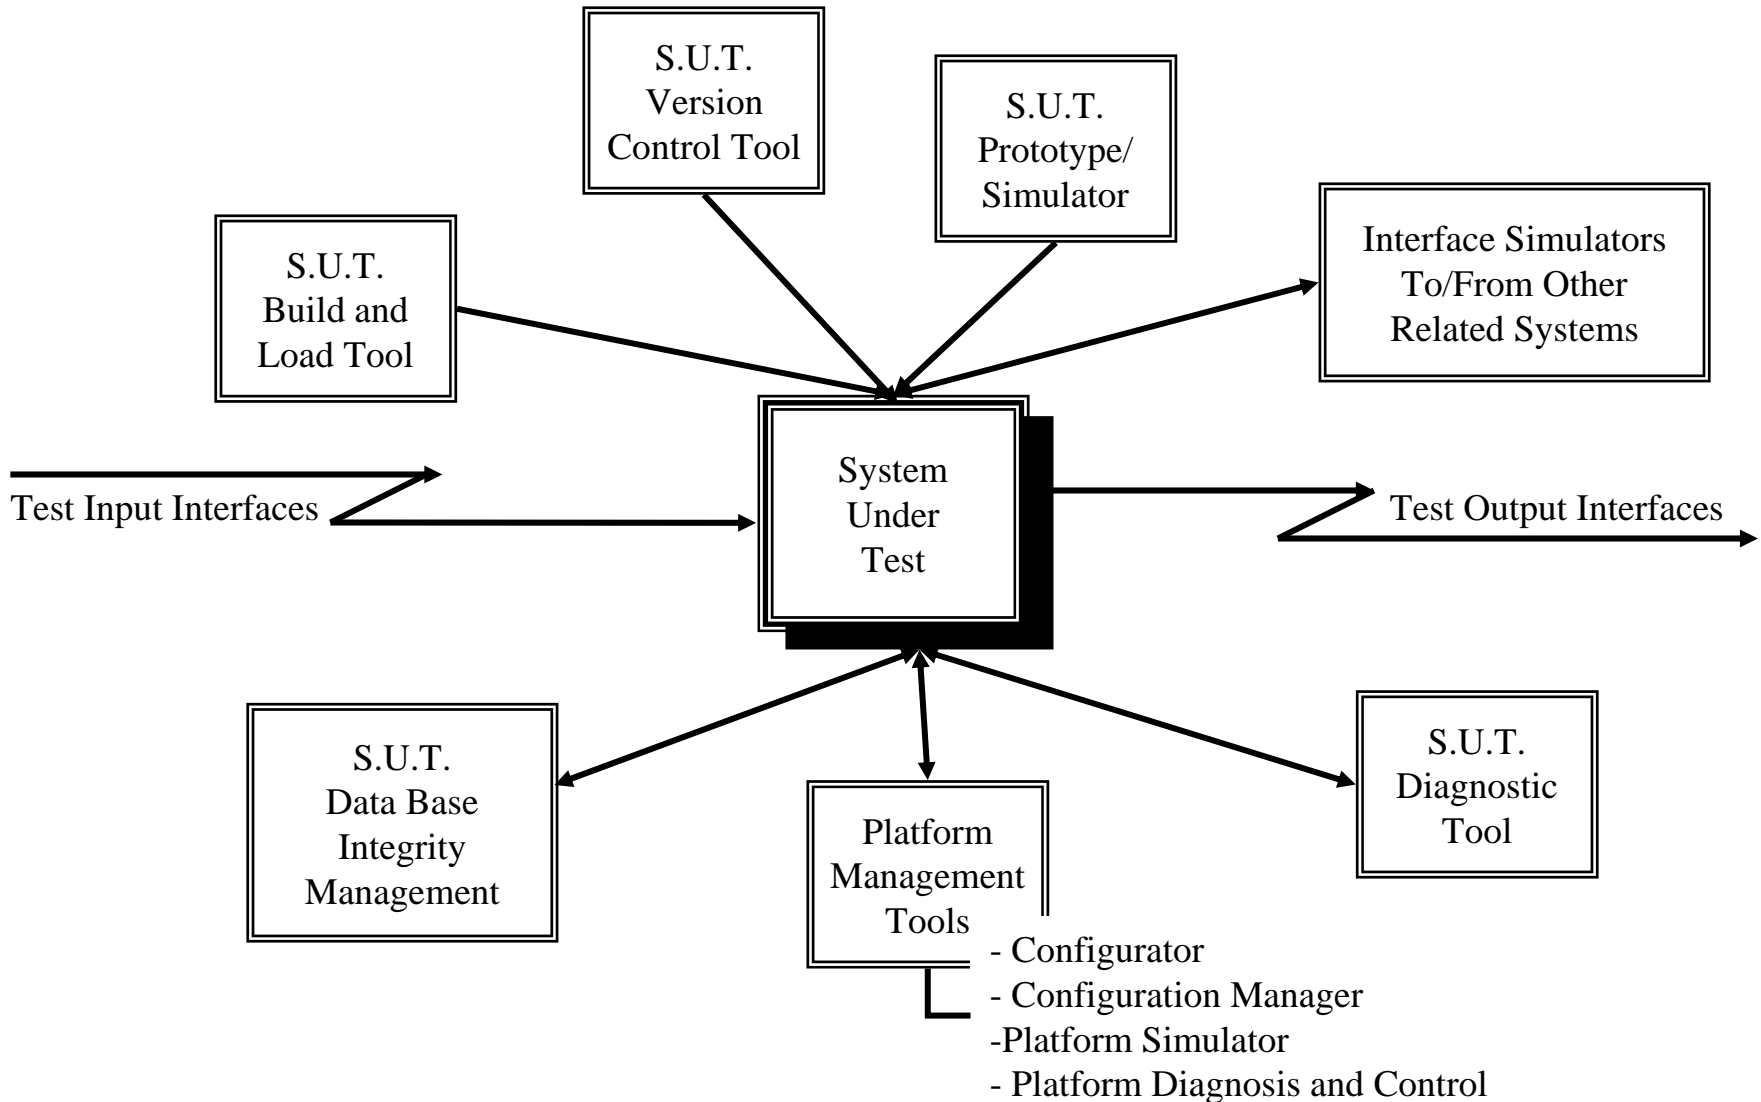 S.U.T.
Version
Control Tool
S.U.T.
Prototype/
Simulator
Interface Simulators
To/From Other
Related Systems
S.U.T.
Build and
Load Tool
Test Input Interfaces
System
Under
Test
Test Output Interfaces
S.U.T.
Data Base
Integrity
Management
Platform
Management
Tools
- Configurator
- Configuration Manager
-Platform Simulator
- Platform Diagnosis and Control
S.U.T.
Diagnostic
Tool